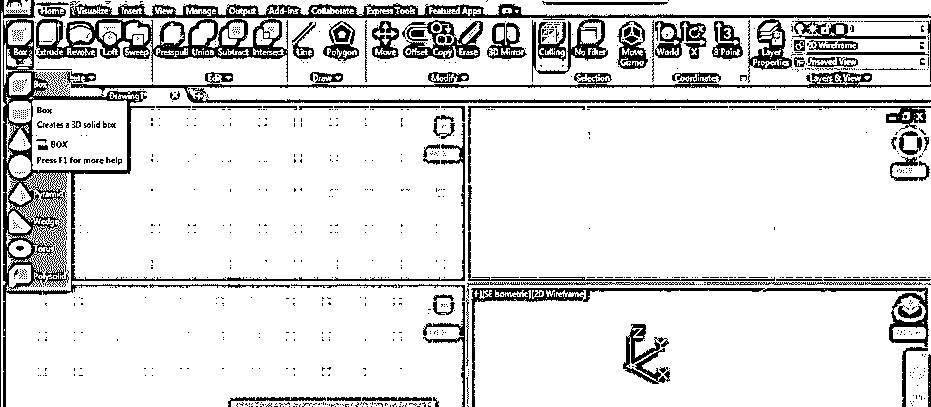 Home Visualize Insert View Manage Output Add-ins Collaborate Express Tools Featured Apps
Box Extrude Revolve Loft Sweep Presspull Union Subtract Intersect Line Polygon Move Offset Copy Erase 3D Mirror Culling No Filter Move Gizmo World X 3 Point Layer Properties
2D Wireframe
Unsaved View
Edit Draw Modify Selection Coordinates Layers & View
Box
Drawing1
Box
Creates a 3D solid box
BOX
Press F1 for more help
Pyramid
Wedge
Torus
[SE Isometric][2D Wireframe]
Z
Y
X